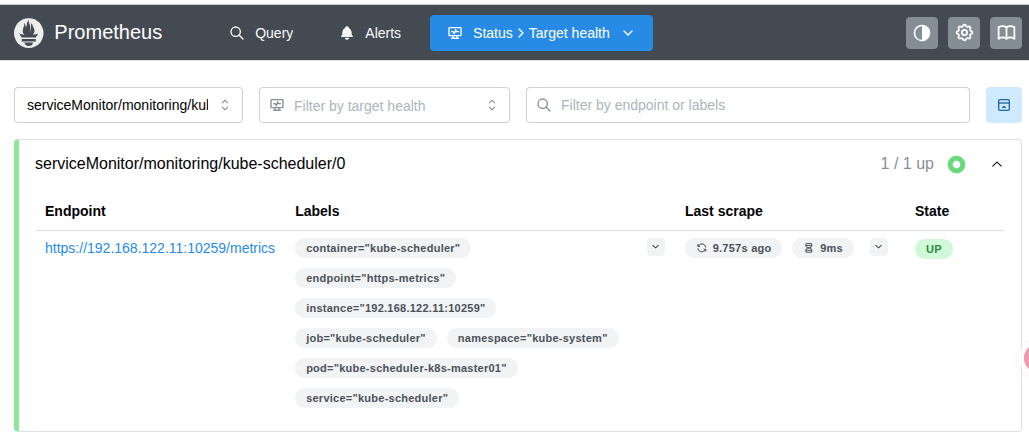 Prometheus Query Alerts Status > Target health
serviceMonitor/monitoring/kul Filter by target health Filter by endpoint or labels
serviceMonitor/monitoring/kube-scheduler/0 1 / 1 up
Endpoint Labels Last scrape State
https://192.168.122.11:10259/metrics container="kube-scheduler" 9.757s ago 9ms UP
endpoint="https-metrics"
instance="192.168.122.11:10259"
job="kube-scheduler" namespace="kube-system"
pod="kube-scheduler-k8s-master01"
service="kube-scheduler"